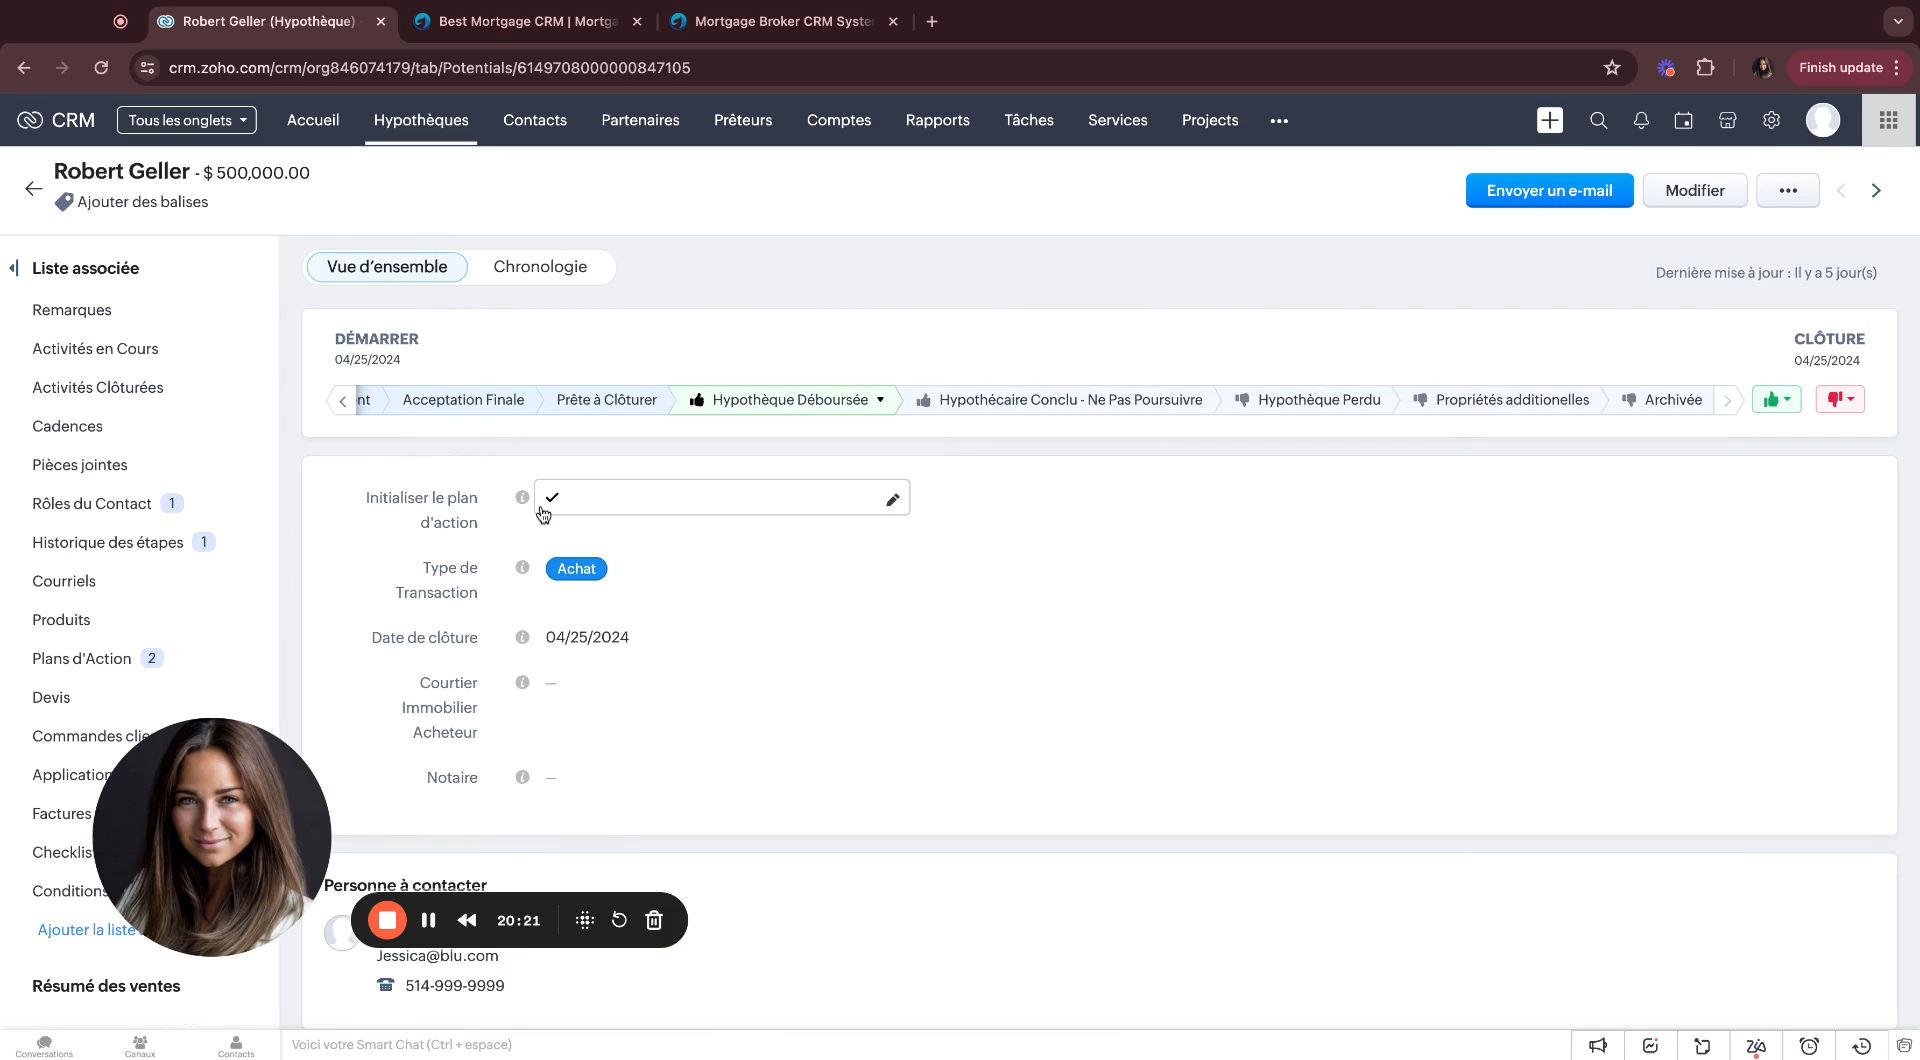 Robert Geller (Hypothèque)
Best Mortgage CRM | Mortga
Mortgage Broker CRM Syste
crm.zoho.com/crm/org846074179/tab/Potentials/6149708000000847105
Finish update
CRM
Tous les onglets
Accueil
Hypothèques
Contacts
Partenaires
Prêteurs
Comptes
Rapports
Tâches
Services
Projects
Robert Geller - $ 500,000.00
Ajouter des balises
Envoyer un e-mail
Modifier
Liste associée
Remarques
Activités en Cours
Activités Clôturées
Cadences
Pièces jointes
Rôles du Contact 1
Historique des étapes 1
Courriels
Produits
Plans d'Action 2
Devis
Commandes clie
Application
Factures
Checklis
Conditions
Ajouter la liste
Résumé des ventes
Vue d'ensemble
Chronologie
Dernière mise à jour : Il y a 5 jour(s)
DÉMARRER
04/25/2024
CLÔTURE
04/25/2024
nt
Acceptation Finale
Prête à Clôturer
Hypothèque Déboursée
Hypothécaire Conclu - Ne Pas Poursuivre
Hypothèque Perdu
Propriétés additionelles
Archivée
Initialiser le plan
d'action
Type de
Transaction
Achat
Date de clôture
04/25/2024
Courtier
Immobilier
Acheteur
—
Notaire
—
Personne à contacter
20:21
Jessica@blu.com
514-999-9999
Conversations
Canaux
Contacts
Voici votre Smart Chat (Ctrl + espace)